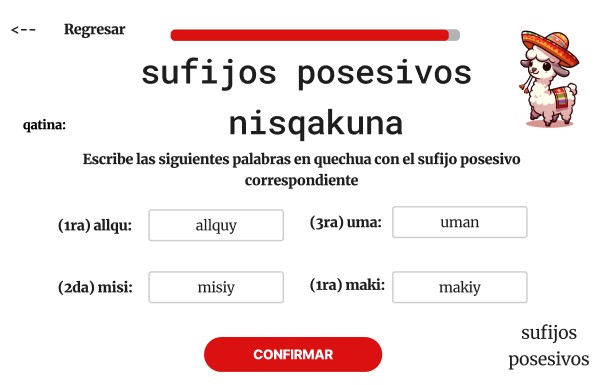 <-- Regresar
sufijos posesivos
nisqakuna
qatina:
Escribe las siguientes palabras en quechua con el sufijo posesivo
correspondiente
(1ra) allqu: allquy
(3ra) uma: uman
(2da) misi: misiy
(1ra) maki: makiy
CONFIRMAR
sufijos
posesivos